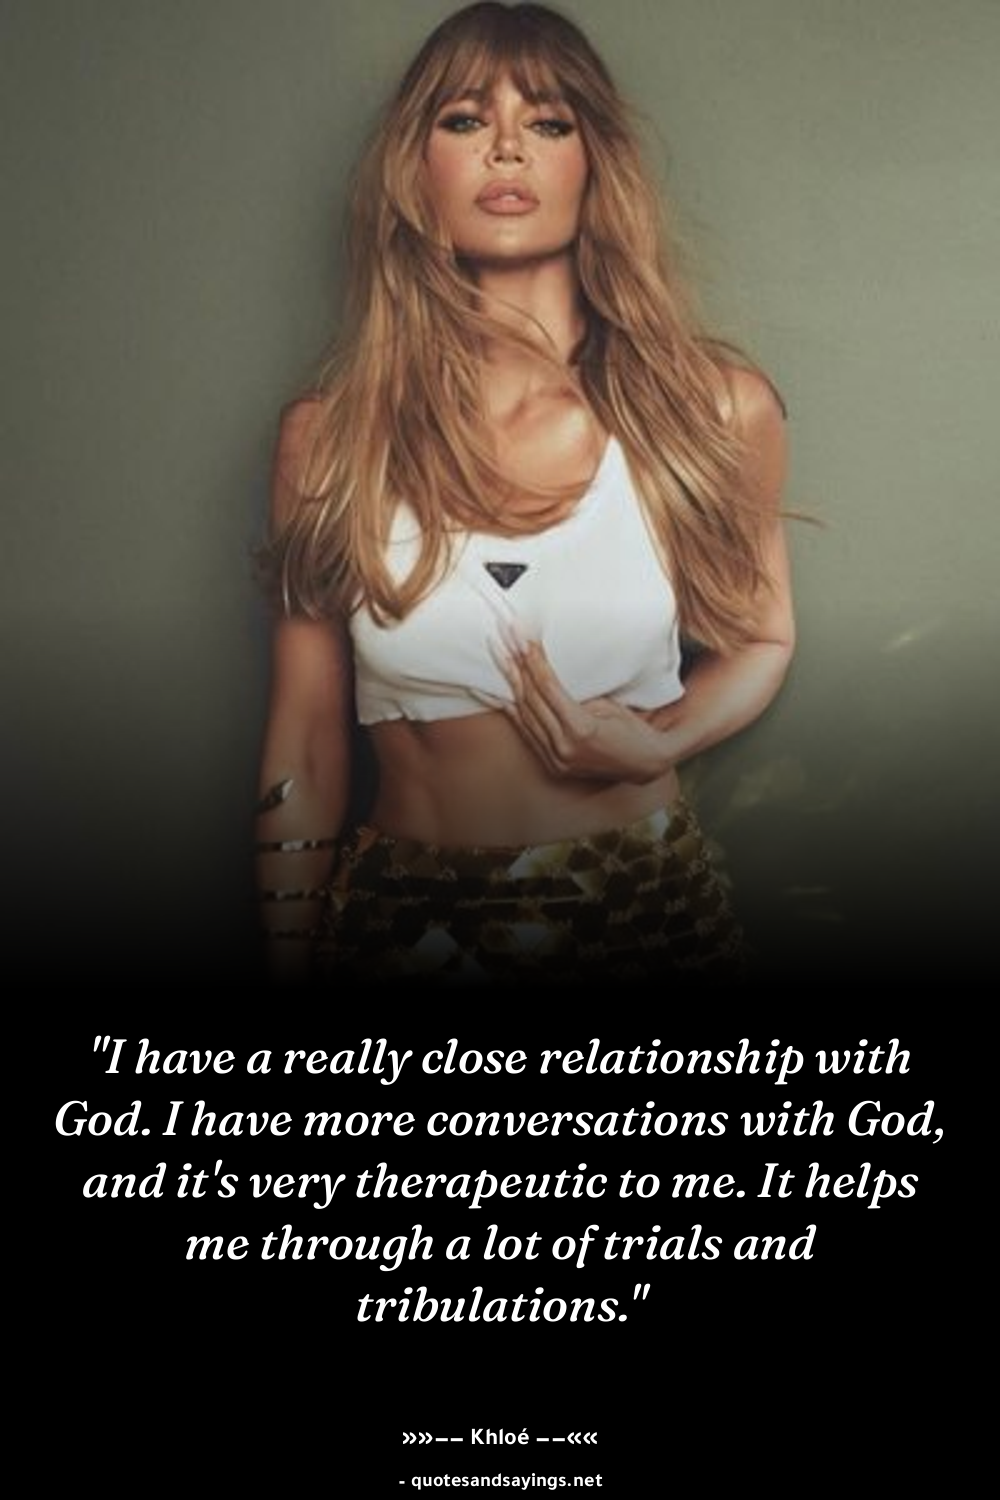 "I have a really close relationship with
God. I have more conversations with God,
and it's very therapeutic to me. It helps
me through a lot of trials and
tribulations."
»»—— Khloé ——««
- quotesandsayings.net